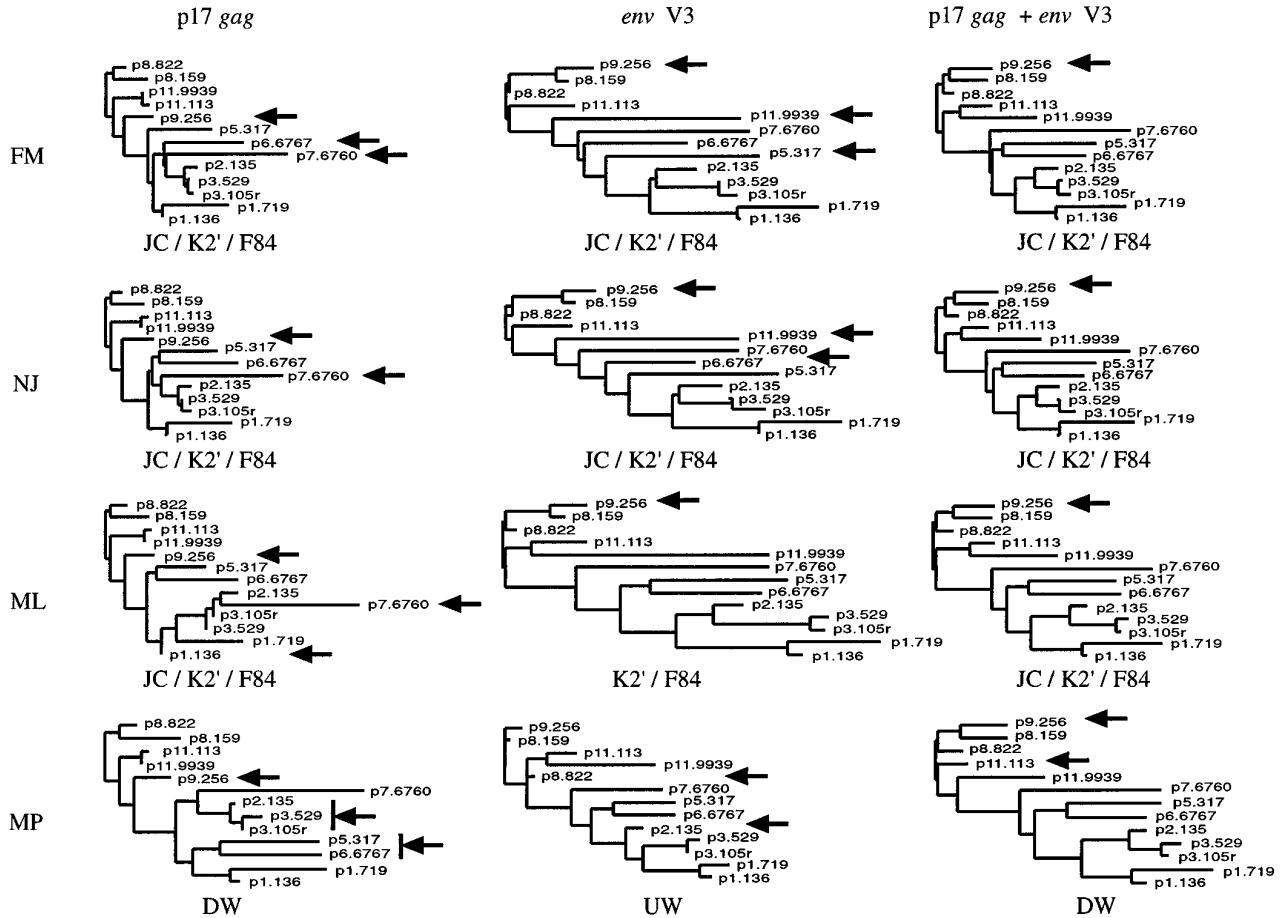 p17 gag
env V3
p17 gag + env V3
FM
p8.822
p8.159
p11.9939
p11.113
p9.256
p5.317
p6.6767
p7.6760
p2.135
p3.529
p3.105r
p1.719
p1.136
JC / K2' / F84
p9.256
p8.159
p8.822
p11.113
p11.9939
p7.6760
p6.6767
p5.317
p2.135
p3.529
p3.105r
p1.719
p1.136
JC / K2' / F84
p9.256
p8.159
p8.822
p11.113
p11.9939
p7.6760
p5.317
p6.6767
p2.135
p3.529
p3.105r
p1.719
p1.136
JC / K2' / F84
NJ
p8.822
p8.159
p11.113
p11.9939
p9.256
p5.317
p6.6767
p7.6760
p2.135
p3.529
p3.105r
p1.719
p1.136
JC / K2' / F84
p9.256
p8.159
p8.822
p11.113
p11.9939
p7.6760
p6.6767
p5.317
p2.135
p3.529
p3.105r
p1.719
p1.136
JC / K2' / F84
p9.256
p8.159
p8.822
p11.113
p11.9939
p7.6760
p5.317
p6.6767
p2.135
p3.529
p3.105r
p1.719
p1.136
JC / K2' / F84
ML
p8.822
p8.159
p11.113
p11.9939
p9.256
p5.317
p6.6767
p2.135
p7.6760
p3.105r
p3.529
p1.719
p1.136
JC / K2' / F84
p9.256
p8.159
p8.822
p11.113
p11.9939
p7.6760
p5.317
p6.6767
p2.135
p3.529
p3.105r
p1.719
p1.136
K2' / F84
p9.256
p8.159
p8.822
p11.113
p11.9939
p7.6760
p5.317
p6.6767
p2.135
p3.529
p3.105r
p1.719
p1.136
JC / K2' / F84
MP
p8.822
p8.159
p11.113
p11.9939
p9.256
p7.6760
p2.135
p3.529
p3.105r
p5.317
p6.6767
p1.719
p1.136
DW
p9.256
p8.159
p11.113
p11.9939
p8.822
p7.6760
p5.317
p6.6767
p2.135
p3.529
p3.105r
p1.719
p1.136
UW
p9.256
p8.159
p8.822
p11.113
p11.9939
p7.6760
p5.317
p6.6767
p2.135
p3.529
p3.105r
p1.719
p1.136
DW